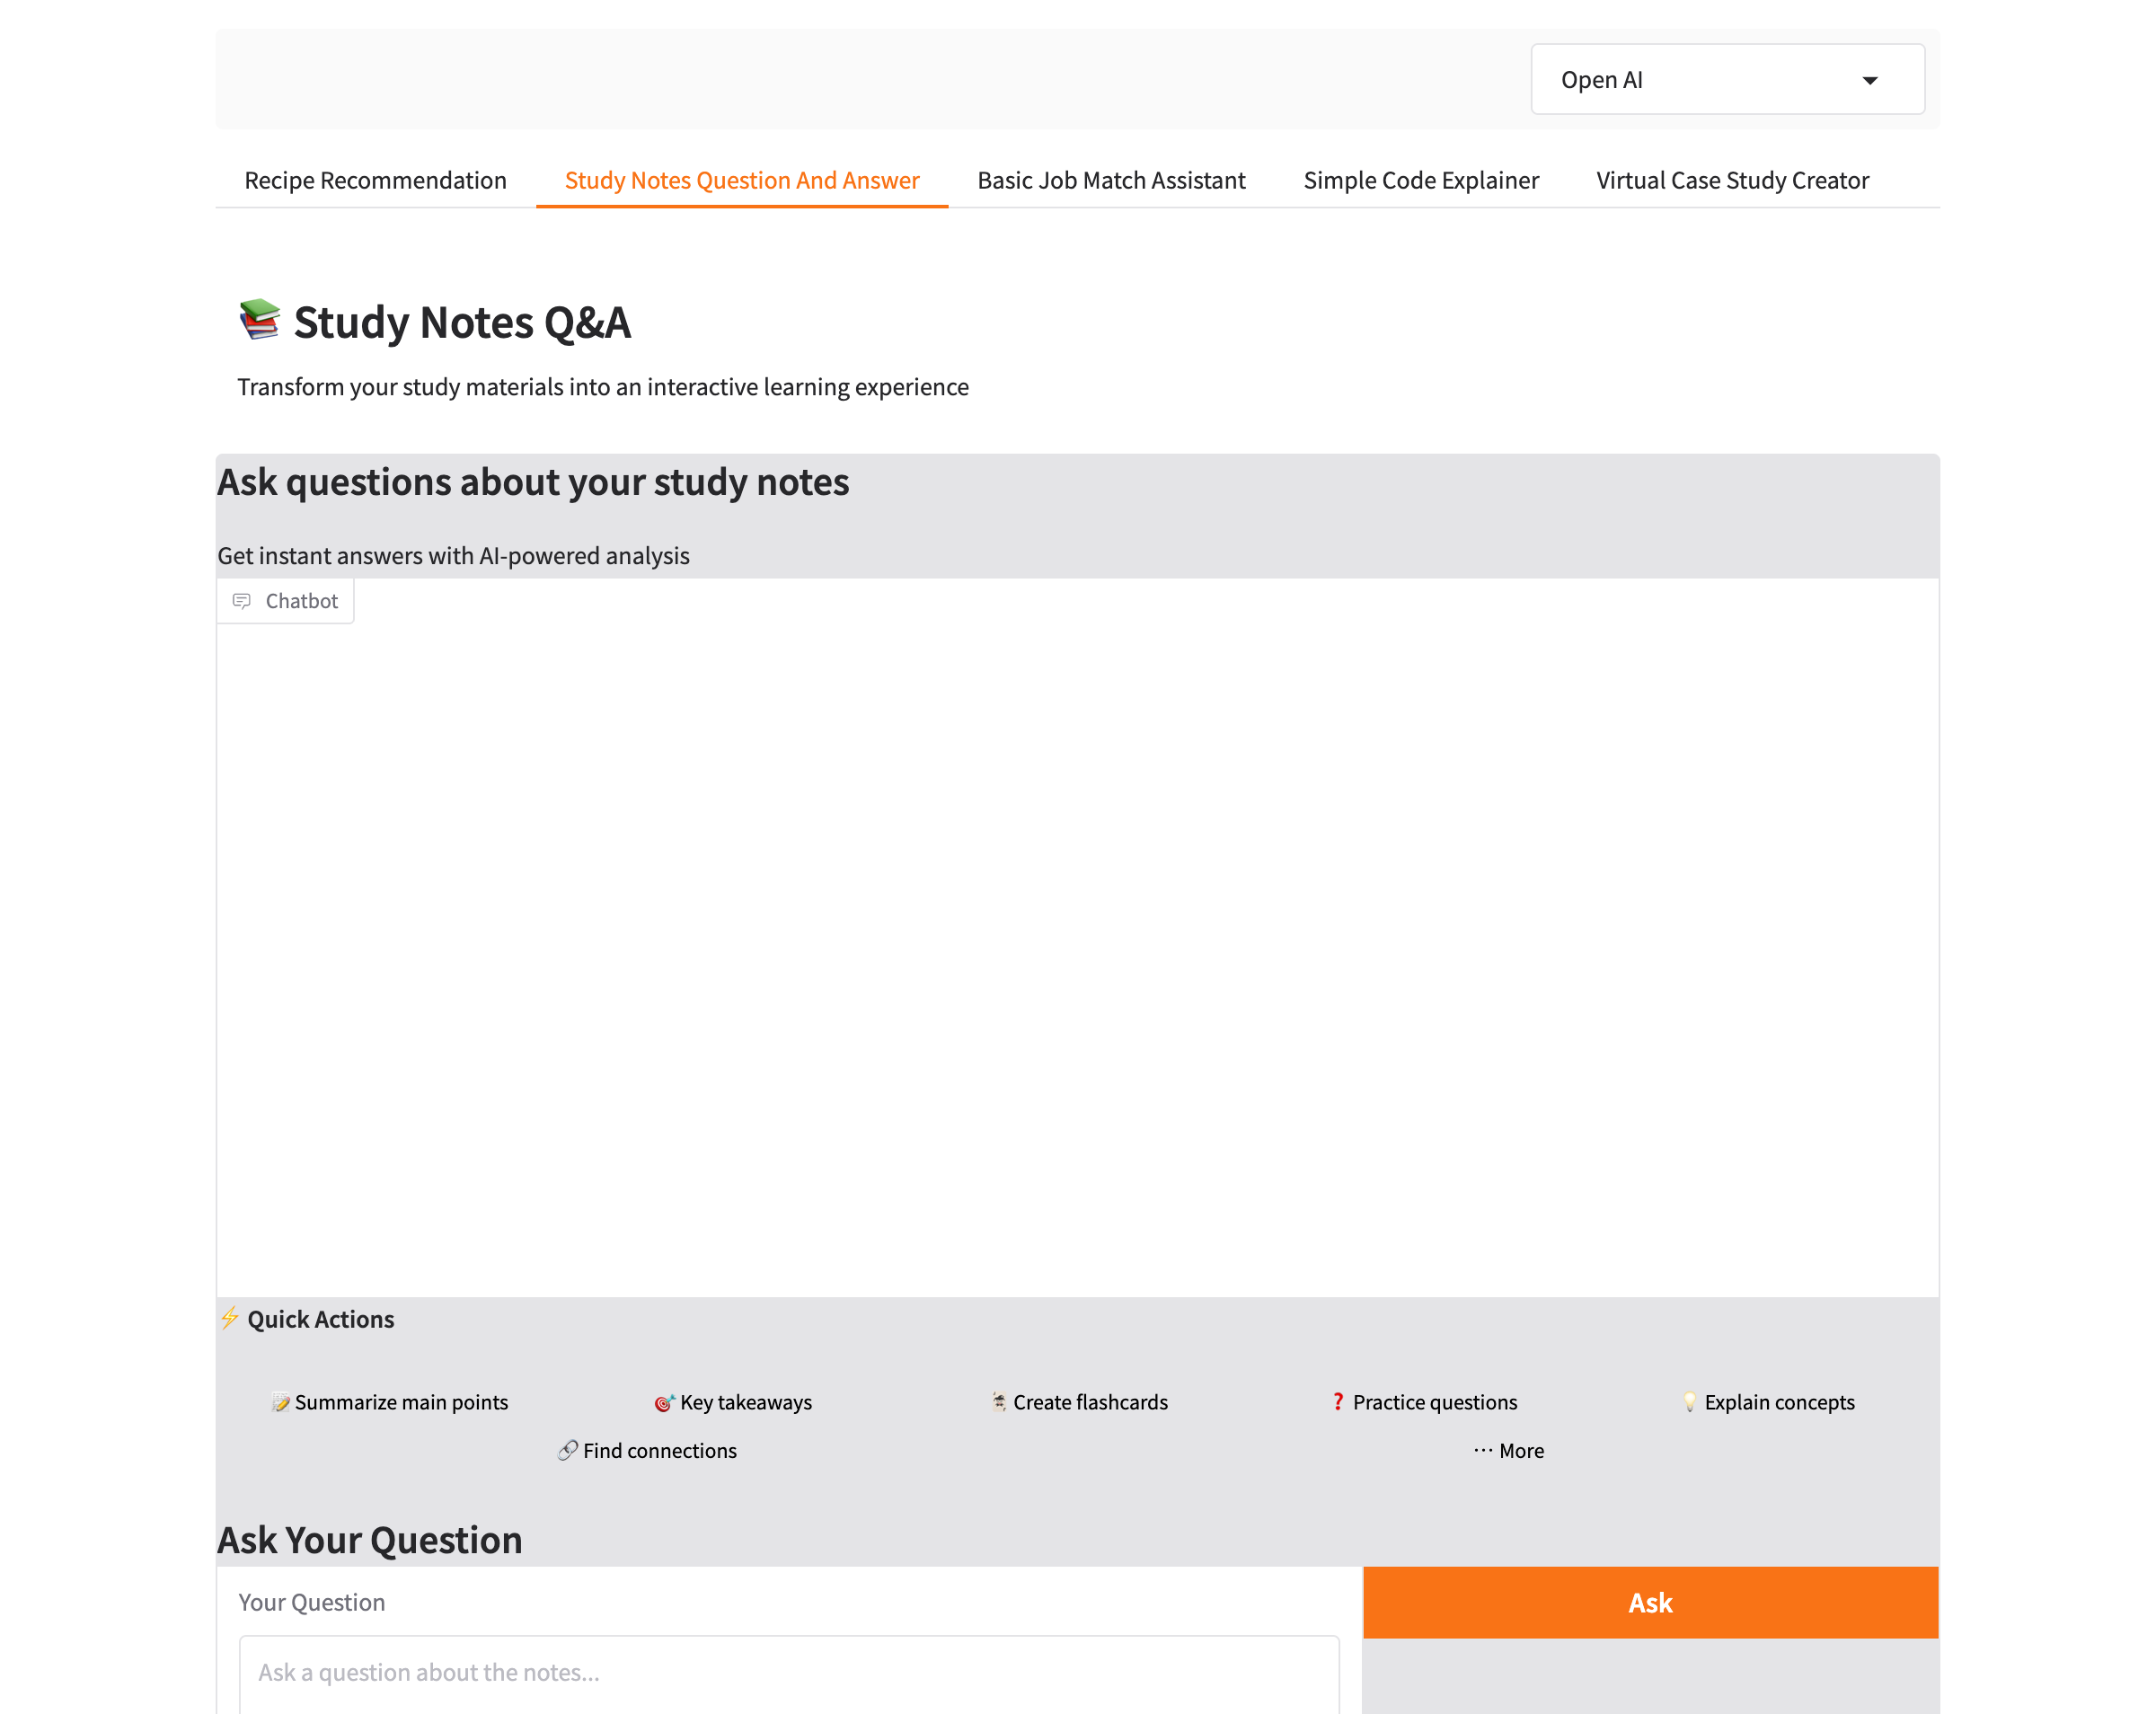 Open AI
Recipe Recommendation Study Notes Question And Answer Basic Job Match Assistant Simple Code Explainer Virtual Case Study Creator
📚 Study Notes Q&A
Transform your study materials into an interactive learning experience
Ask questions about your study notes
Get instant answers with AI-powered analysis
Chatbot
⚡ Quick Actions
📝 Summarize main points 🎯 Key takeaways 🃏 Create flashcards ❓ Practice questions 💡 Explain concepts
🔗 Find connections ⋯ More
Ask Your Question
Your Question Ask
Ask a question about the notes...